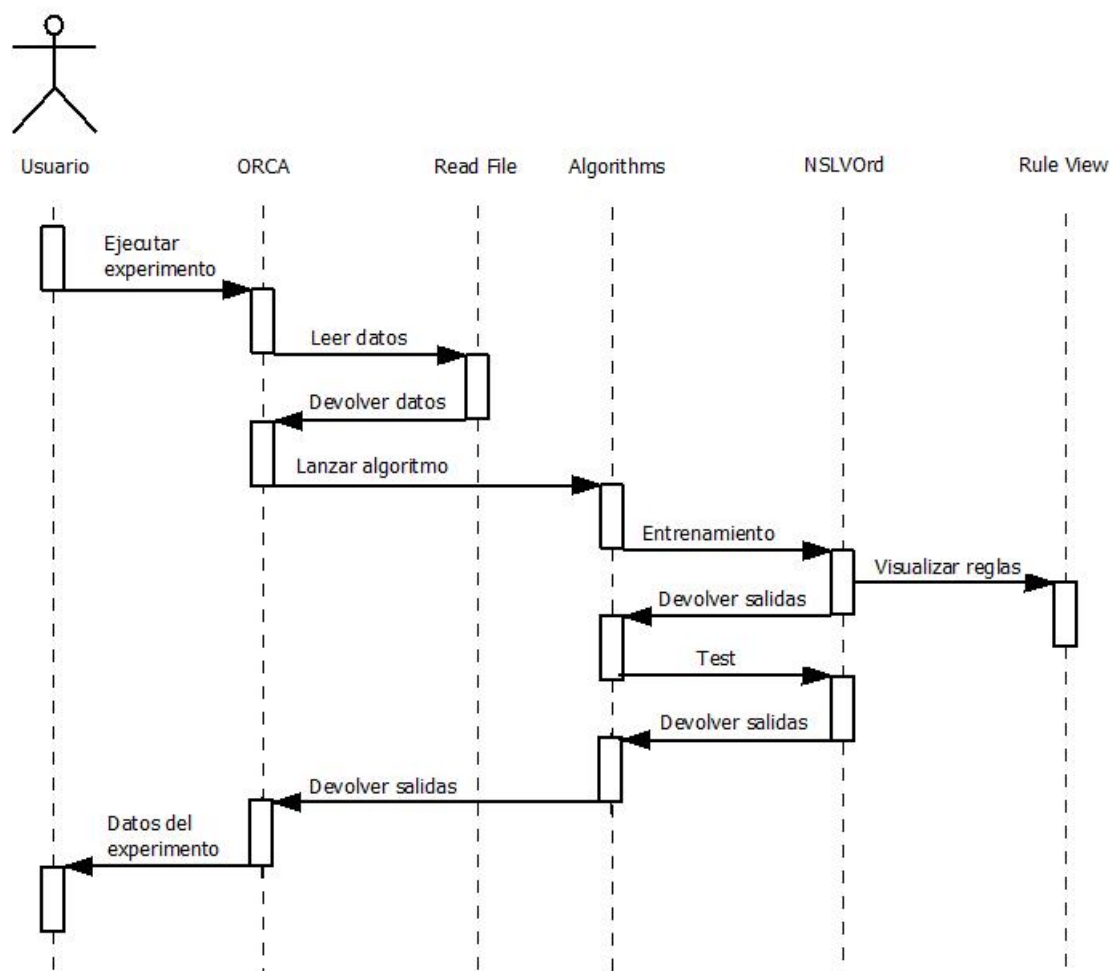 Usuario
ORCA
Read File
Algorithms
NSLVOrd
Rule View
Ejecutar
experimento
Leer datos
Devolver datos
Lanzar algoritmo
Entrenamiento
Visualizar reglas
Devolver salidas
Test
Devolver salidas
Devolver salidas
Datos del
experimento